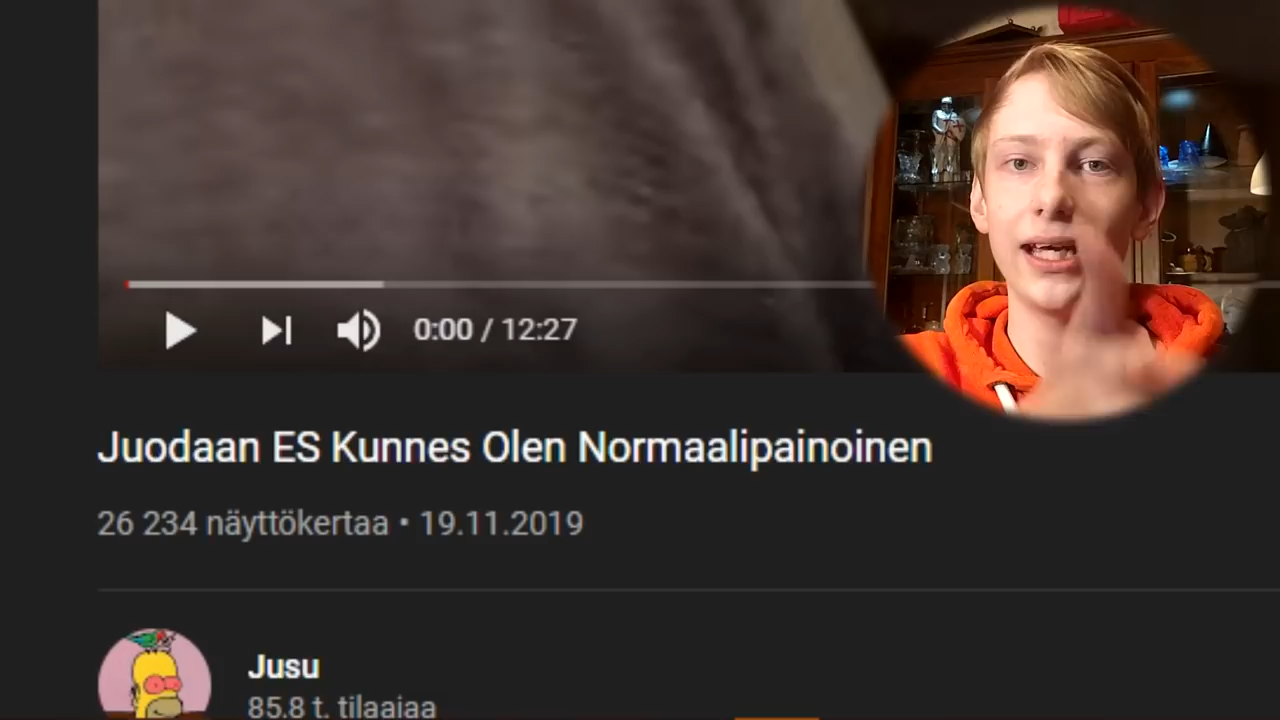 0:00 / 12:27
Juodaan ES Kunnes Olen Normaalipainoinen
26 234 näyttökertaa • 19.11.2019
Jusu
85.8 t. tilaajaa